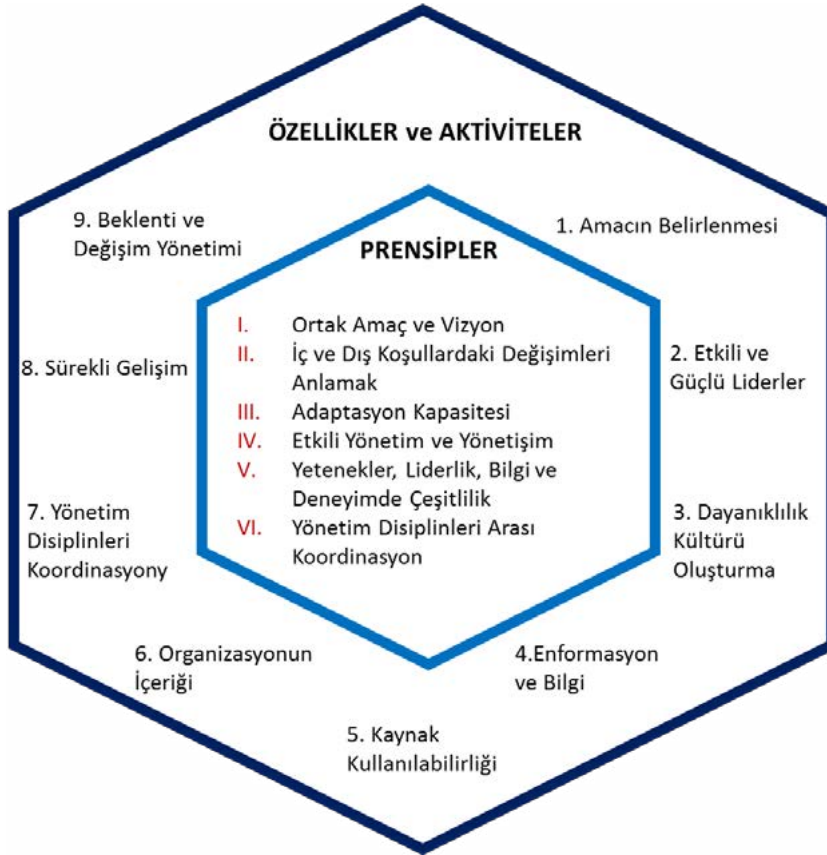 ÖZELLİKLER ve AKTİVİTELER
PRENSİPLER
I. Ortak Amaç ve Vizyon
II. İç ve Dış Koşullardaki Değişimleri
Anlamak
III. Adaptasyon Kapasitesi
IV. Etkili Yönetim ve Yönetişim
V. Yetenekler, Liderlik, Bilgi ve
Deneyimde Çeşitlilik
VI. Yönetim Disiplinleri Arası
Koordinasyon
1. Amacın Belirlenmesi
2. Etkili ve
Güçlü Liderler
3. Dayanıklılık
Kültürü
Oluşturma
4.Enformasyon
ve Bilgi
5. Kaynak
Kullanılabilirliği
6. Organizasyonun
İçeriği
7. Yönetim
Disiplinleri
Koordinasyony
8. Sürekli Gelişim
9. Beklenti ve
Değişim Yönetimi